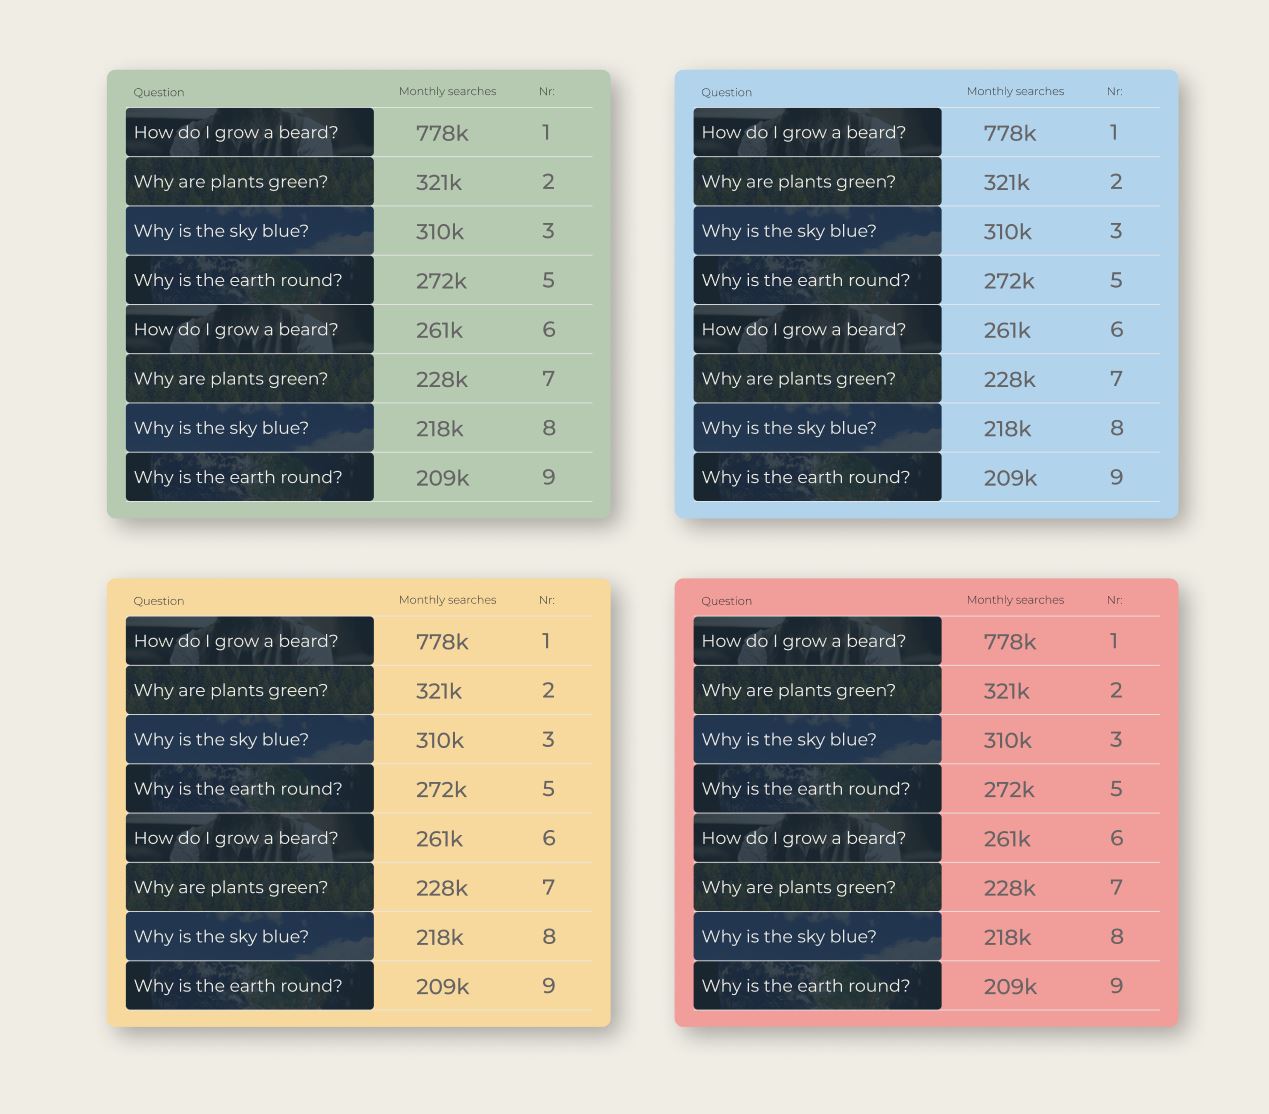 Question Monthly searches Nr:
How do I grow a beard? 778k 1
Why are plants green? 321k 2
Why is the sky blue? 310k 3
Why is the earth round? 272k 5
How do I grow a beard? 261k 6
Why are plants green? 228k 7
Why is the sky blue? 218k 8
Why is the earth round? 209k 9
Question Monthly searches Nr:
How do I grow a beard? 778k 1
Why are plants green? 321k 2
Why is the sky blue? 310k 3
Why is the earth round? 272k 5
How do I grow a beard? 261k 6
Why are plants green? 228k 7
Why is the sky blue? 218k 8
Why is the earth round? 209k 9
Question Monthly searches Nr:
How do I grow a beard? 778k 1
Why are plants green? 321k 2
Why is the sky blue? 310k 3
Why is the earth round? 272k 5
How do I grow a beard? 261k 6
Why are plants green? 228k 7
Why is the sky blue? 218k 8
Why is the earth round? 209k 9
Question Monthly searches Nr:
How do I grow a beard? 778k 1
Why are plants green? 321k 2
Why is the sky blue? 310k 3
Why is the earth round? 272k 5
How do I grow a beard? 261k 6
Why are plants green? 228k 7
Why is the sky blue? 218k 8
Why is the earth round? 209k 9